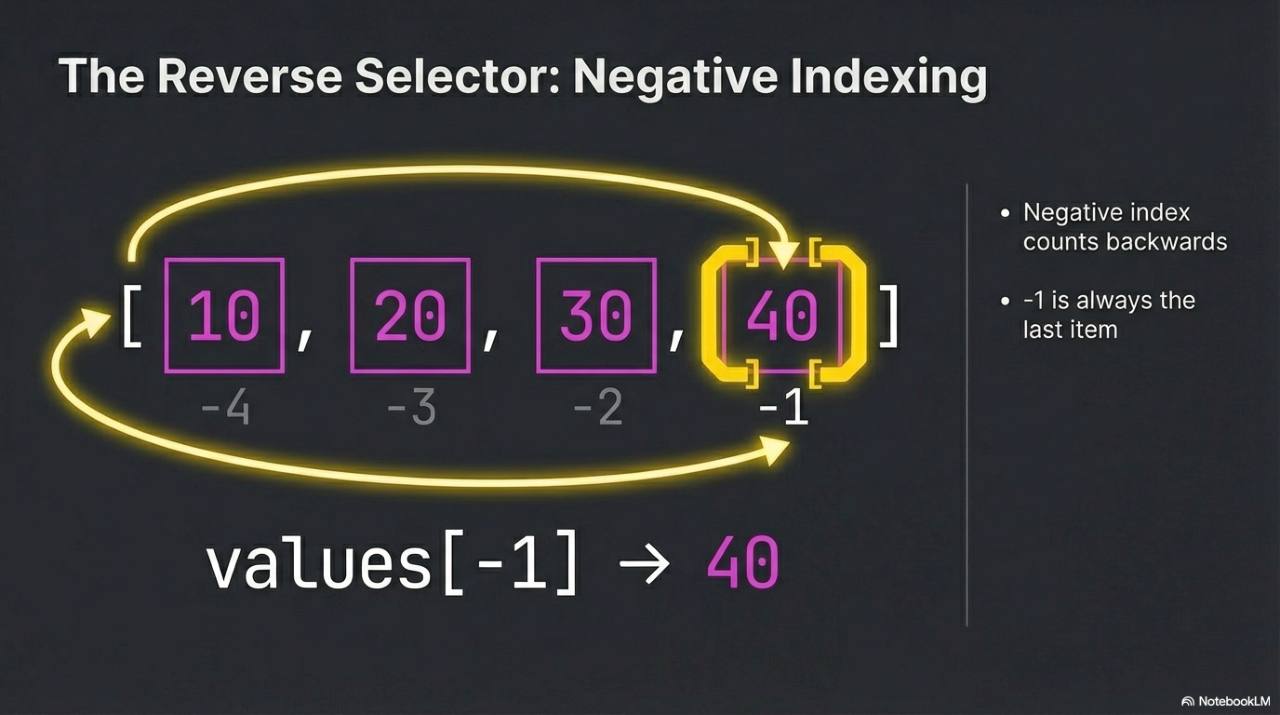 The Reverse Selector: Negative Indexing
[ 10, 20, 30, 40 ]
-4 -3 -2 -1
values[-1] → 40
• Negative index
counts backwards
• -1 is always the
last item
NotebookLM